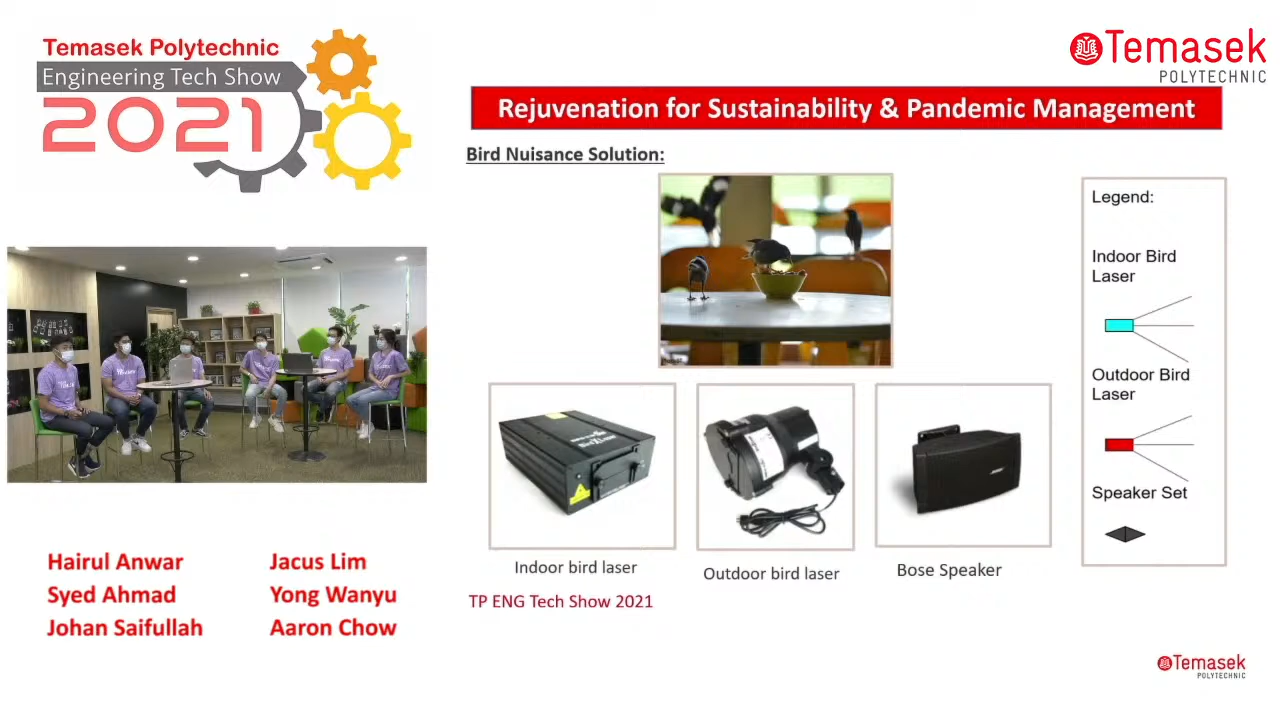 Temasek Polytechnic
Engineering Tech Show
2021
Temasek
POLYTECHNIC
Rejuvenation for Sustainability & Pandemic Management
Bird Nuisance Solution:
Legend:
Indoor Bird
Laser
Outdoor Bird
Laser
Speaker Set
BOSE
Indoor bird laser
Outdoor bird laser
Bose Speaker
TP ENG Tech Show 2021
Hairul Anwar
Syed Ahmad
Johan Saifullah
Jacus Lim
Yong Wanyu
Aaron Chow
Temasek
POLYTECHNIC